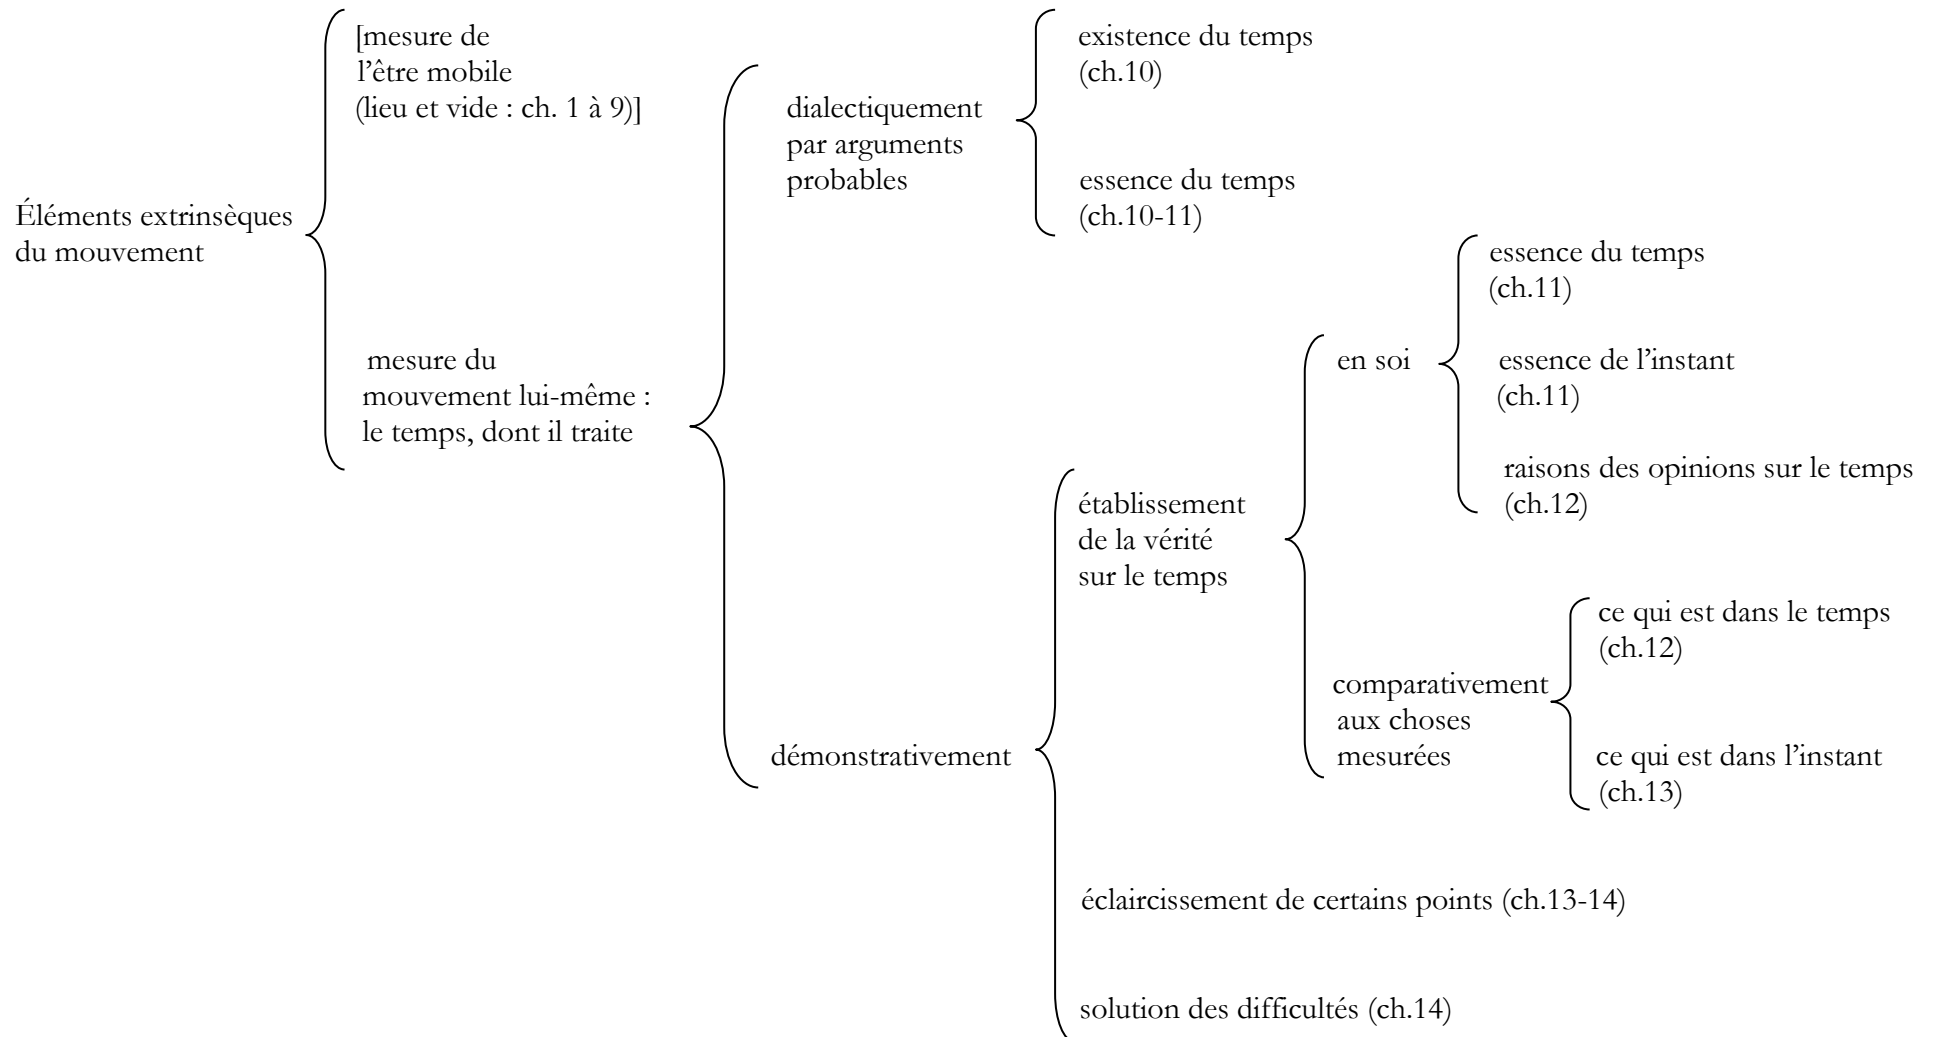 Éléments extrinsèques
du mouvement
[mesure de
l’être mobile
(lieu et vide : ch. 1 à 9)]
mesure du
mouvement lui-même :
le temps, dont il traite
dialectiquement
par arguments
probables
existence du temps
(ch.10)
essence du temps
(ch.10-11)
démonstrativement
établissement
de la vérité
sur le temps
en soi
essence du temps
(ch.11)
essence de l’instant
(ch.11)
raisons des opinions sur le temps
(ch.12)
comparativement
aux choses
mesurées
ce qui est dans le temps
(ch.12)
ce qui est dans l’instant
(ch.13)
éclaircissement de certains points (ch.13-14)
solution des difficultés (ch.14)